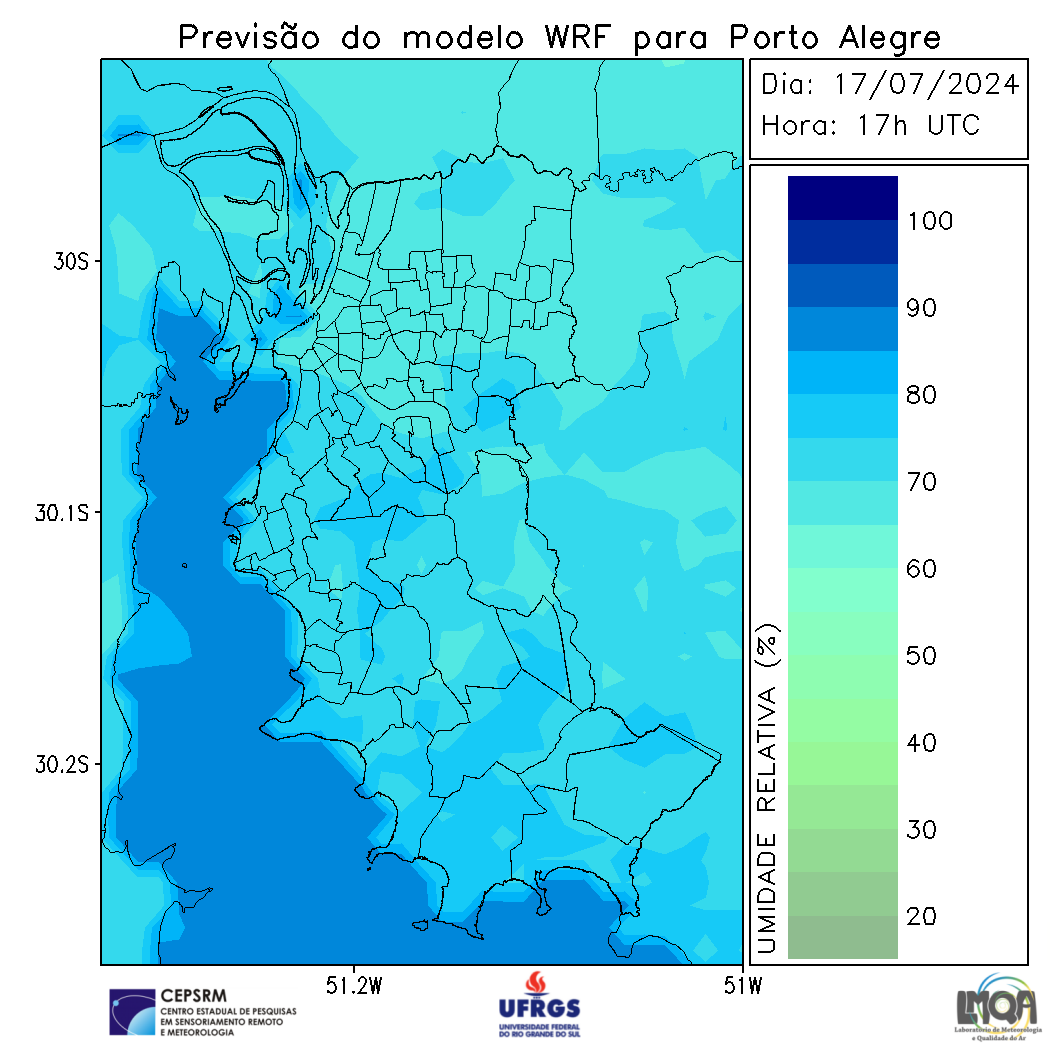 Previsão do modelo WRF para Porto Alegre
Dia: 17/07/2024
Hora: 17h UTC
100
90
80
70
60
50
40
30
20
UMIDADE RELATIVA (%)
30S
30.1S
30.2S
51.2W
51W
CEPSRM
CENTRO ESTADUAL DE PESQUISAS
EM SENSORIAMENTO REMOTO
E METEOROLOGIA
UFRGS
UNIVERSIDADE FEDERAL
DO RIO GRANDE DO SUL
LMQA
Laboratório de Meteorologia
e Qualidade do Ar